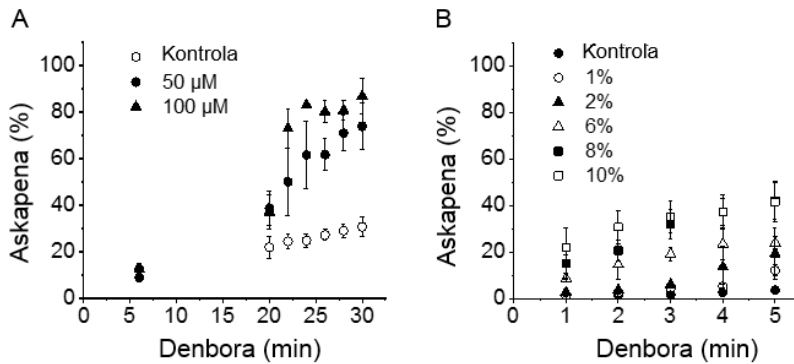 A
Kontrola
50 µM
100 µM
Askapena (%)
100
80
60
40
20
0
0 5 10 15 20 25 30
Denbora (min)
B
Kontrola
1%
2%
6%
8%
10%
Askapena (%)
100
80
60
40
20
0
0 1 2 3 4 5
Denbora (min)